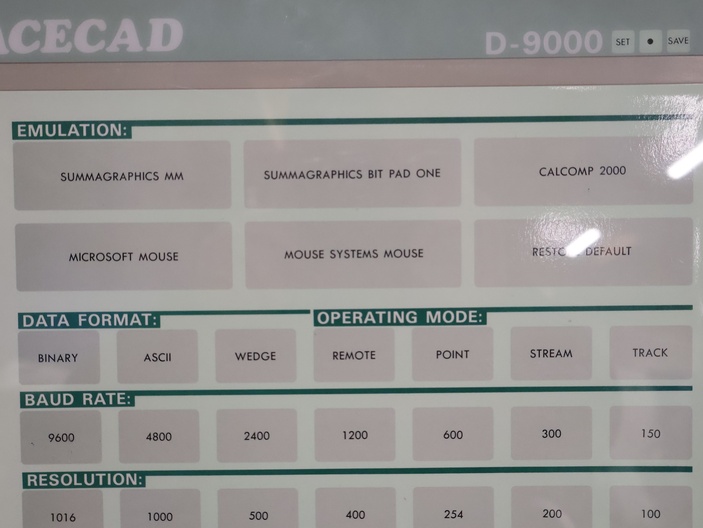 ACECAD
D-9000 SET • SAVE
EMULATION:
SUMMAGRAPHICS MM SUMMAGRAPHICS BIT PAD ONE CALCOMP 2000
MICROSOFT MOUSE MOUSE SYSTEMS MOUSE DEFAULT
DATA FORMAT: OPERATING MODE:
BINARY ASCII WEDGE REMOTE POINT STREAM TRACK
BAUD RATE:
9600 4800 2400 1200 600 300 150
RESOLUTION:
1016 1000 500 400 254 200 100